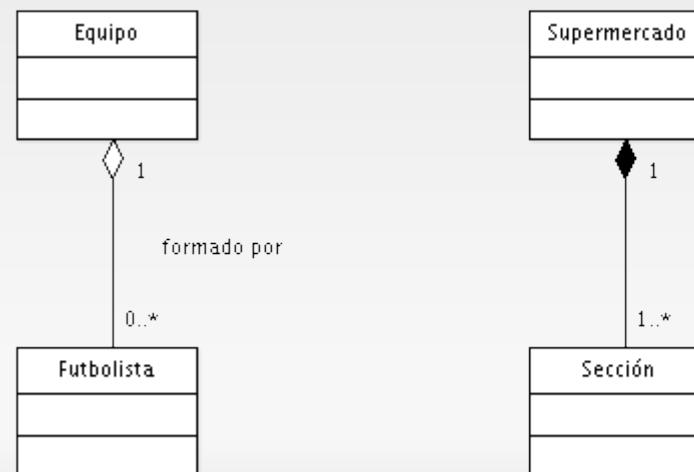 Equipo
Supermercado
1
1
formado por
0..*
1..*
Futbolista
Sección